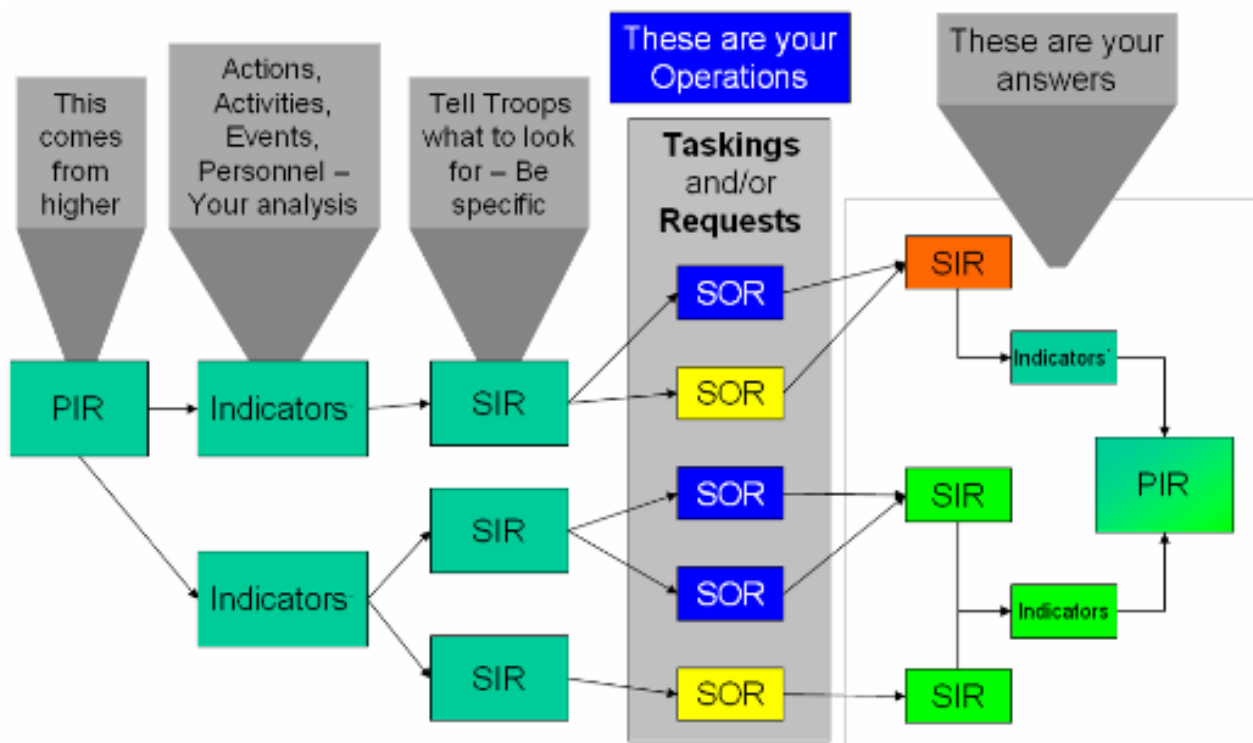 This
comes
from
higher
Actions,
Activities,
Events,
Personnel –
Your analysis
Tell Troops
what to look
for – Be
specific
These are your
Operations
These are your
answers
Taskings
and/or
Requests
PIR
Indicators
SIR
SOR
SOR
SIR
Indicators
PIR
SIR
SOR
SOR
SIR
Indicators
SIR
Indicators
SOR
SIR